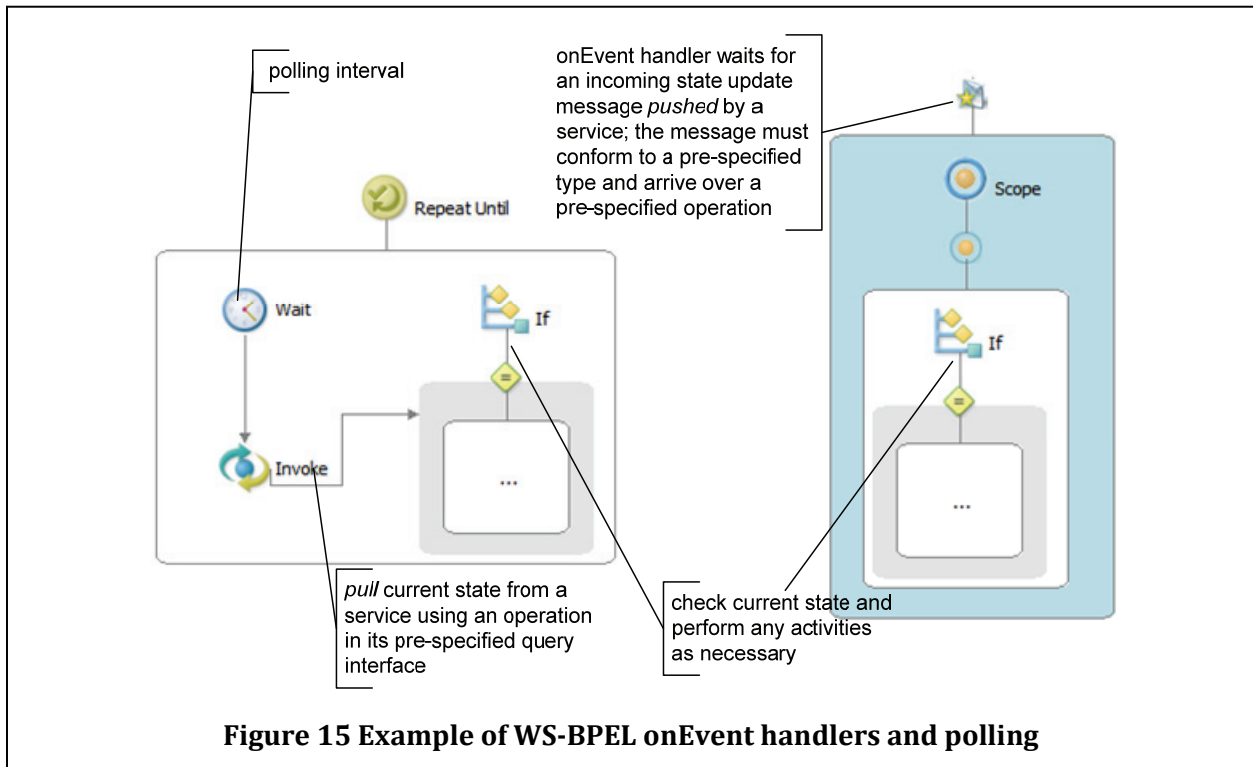 polling interval
onEvent handler waits for
an incoming state update
message pushed by a
service; the message must
conform to a pre-specified
type and arrive over a
pre-specified operation
Repeat Until
Wait
If
=
...
Invoke
Scope
If
=
...
pull current state from a
service using an operation
in its pre-specified query
interface
check current state and
perform any activities
as necessary
Figure 15 Example of WS-BPEL onEvent handlers and polling